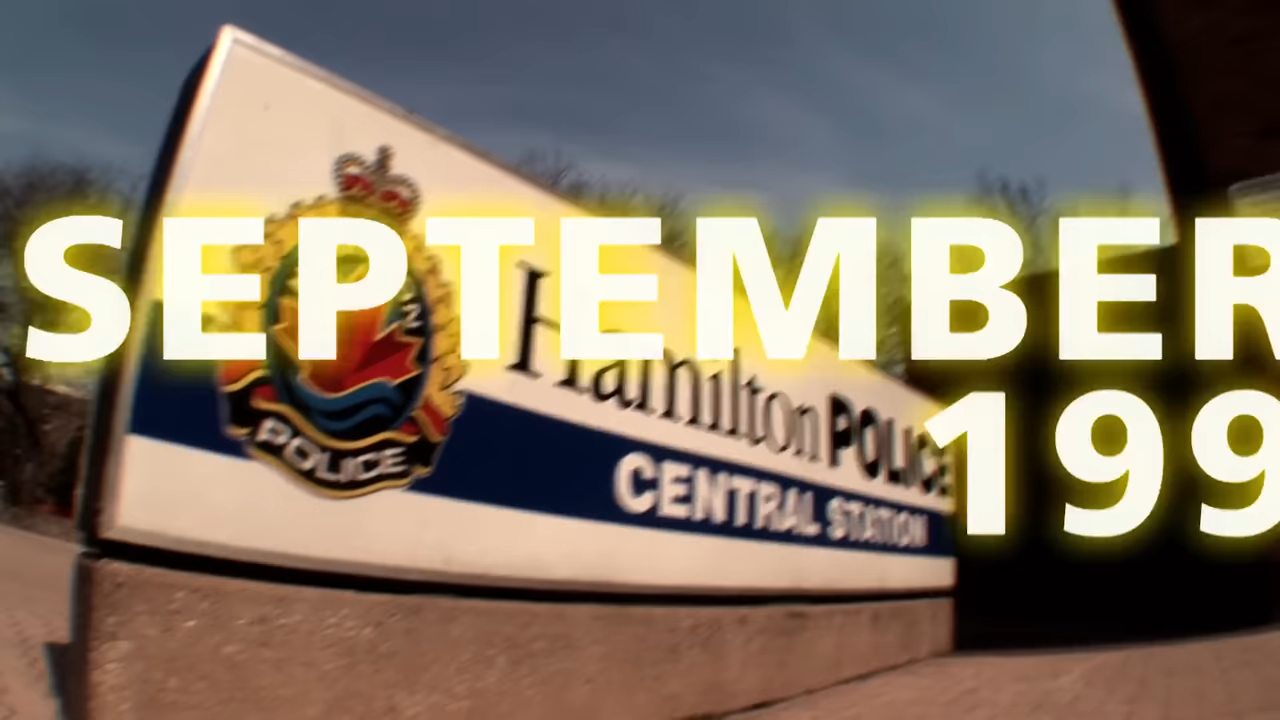 SEPTEMBER
199
Hamilton POLICE
CENTRAL STATION
POLICE